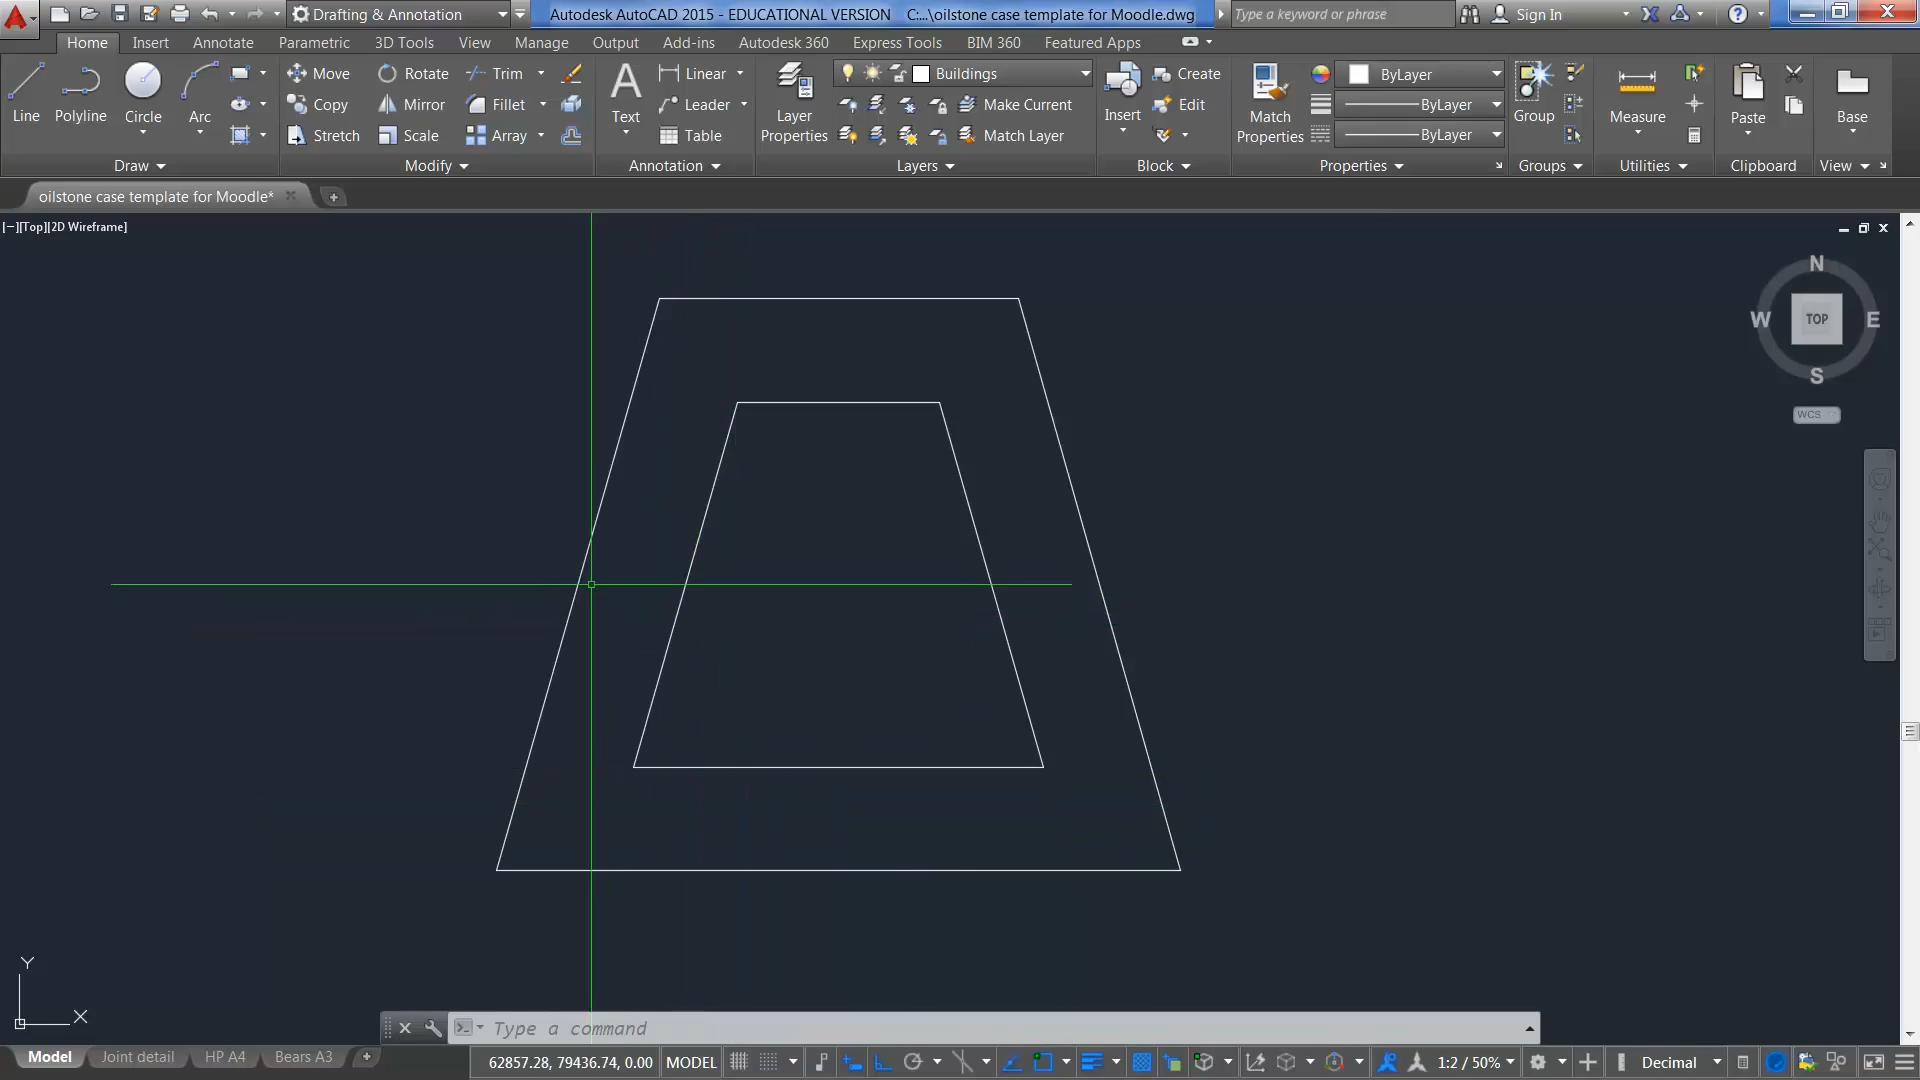 Drafting & Annotation
Autodesk AutoCAD 2015 - EDUCATIONAL VERSION C:...\oilstone case template for Moodle.dwg
Type a keyword or phrase
Sign In
Home Insert Annotate Parametric 3D Tools View Manage Output Add-ins Autodesk 360 Express Tools BIM 360 Featured Apps
Move Rotate Trim Linear Buildings Create ByLayer
Copy Mirror Fillet Leader Make Current Edit ByLayer
Line Polyline Circle Arc Text Layer Insert Match Group Measure Paste Base
Stretch Scale Array Table Properties Match Layer Properties ByLayer
Draw Modify Annotation Layers Block Properties Groups Utilities Clipboard View
oilstone case template for Moodle*
[−][Top][2D Wireframe]
N
W TOP E
S
WCS
Y
X
Type a command
Model Joint detail HP A4 Bears A3
62857.28, 79436.74, 0.00 MODEL 1:2 / 50% Decimal